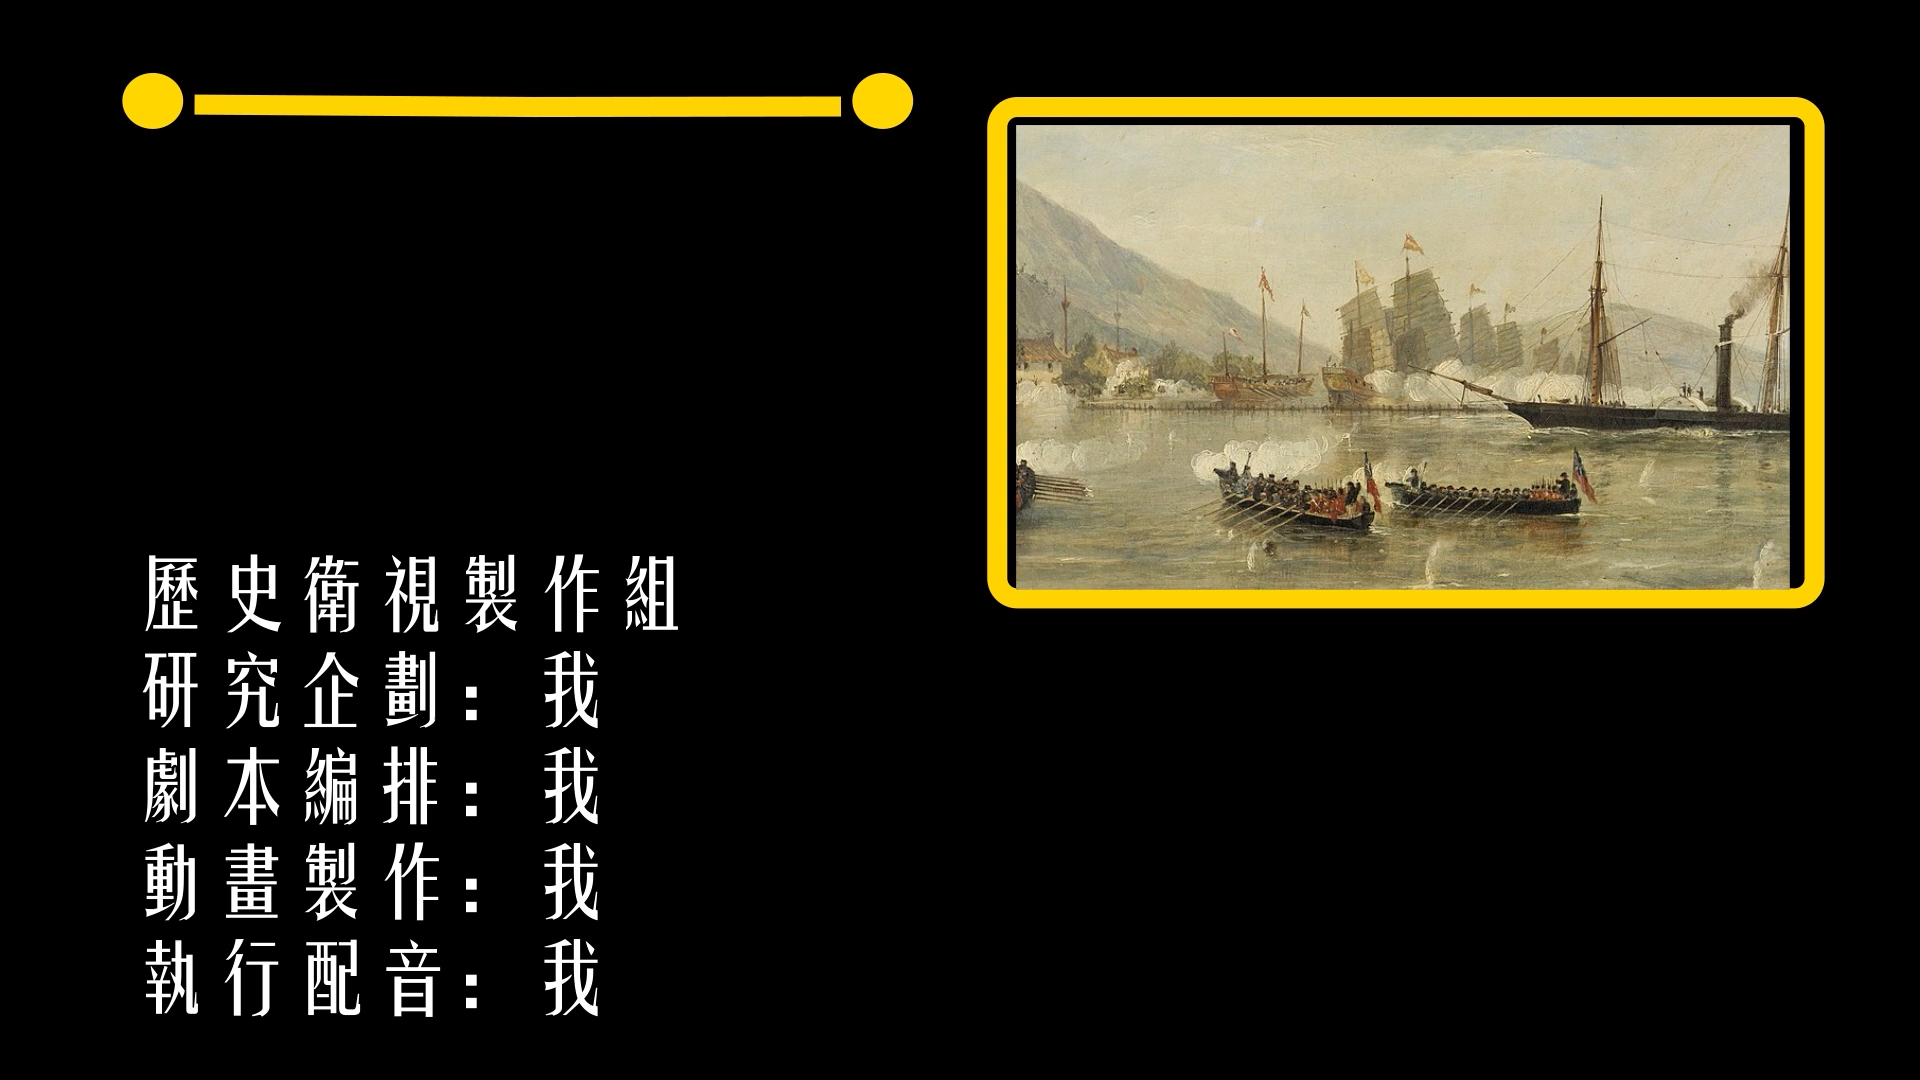 歷史衛視製作組
研究企劃： 我
劇本編排： 我
動畫製作： 我
執行配音： 我